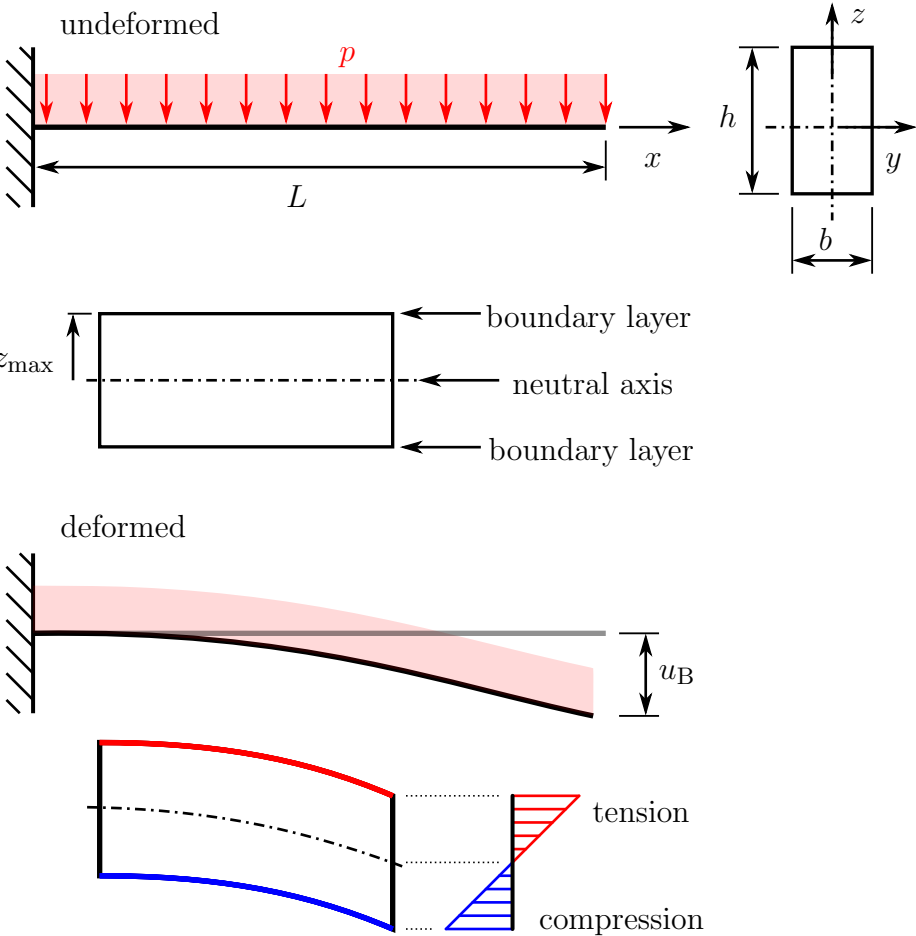 undeformed
p
z
h
x
y
L
b
boundary layer
z_max
neutral axis
boundary layer
deformed
u_B
tension
compression